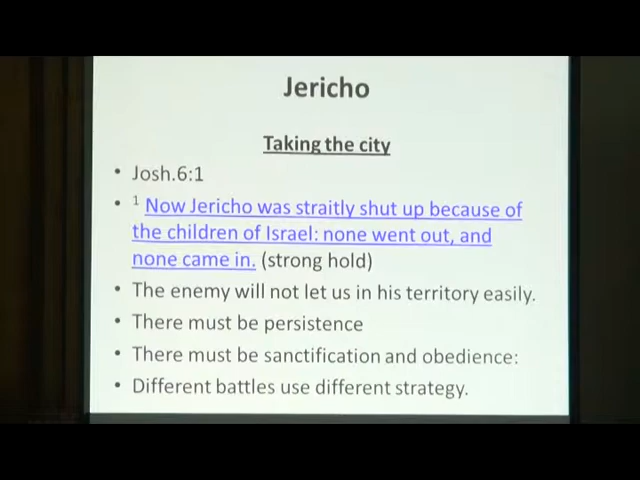 Jericho
Taking the city
• Josh.6:1
• 1 Now Jericho was straitly shut up because of
the children of Israel: none went out, and
none came in. (strong hold)
• The enemy will not let us in his territory easily.
• There must be persistence
• There must be sanctification and obedience:
• Different battles use different strategy.